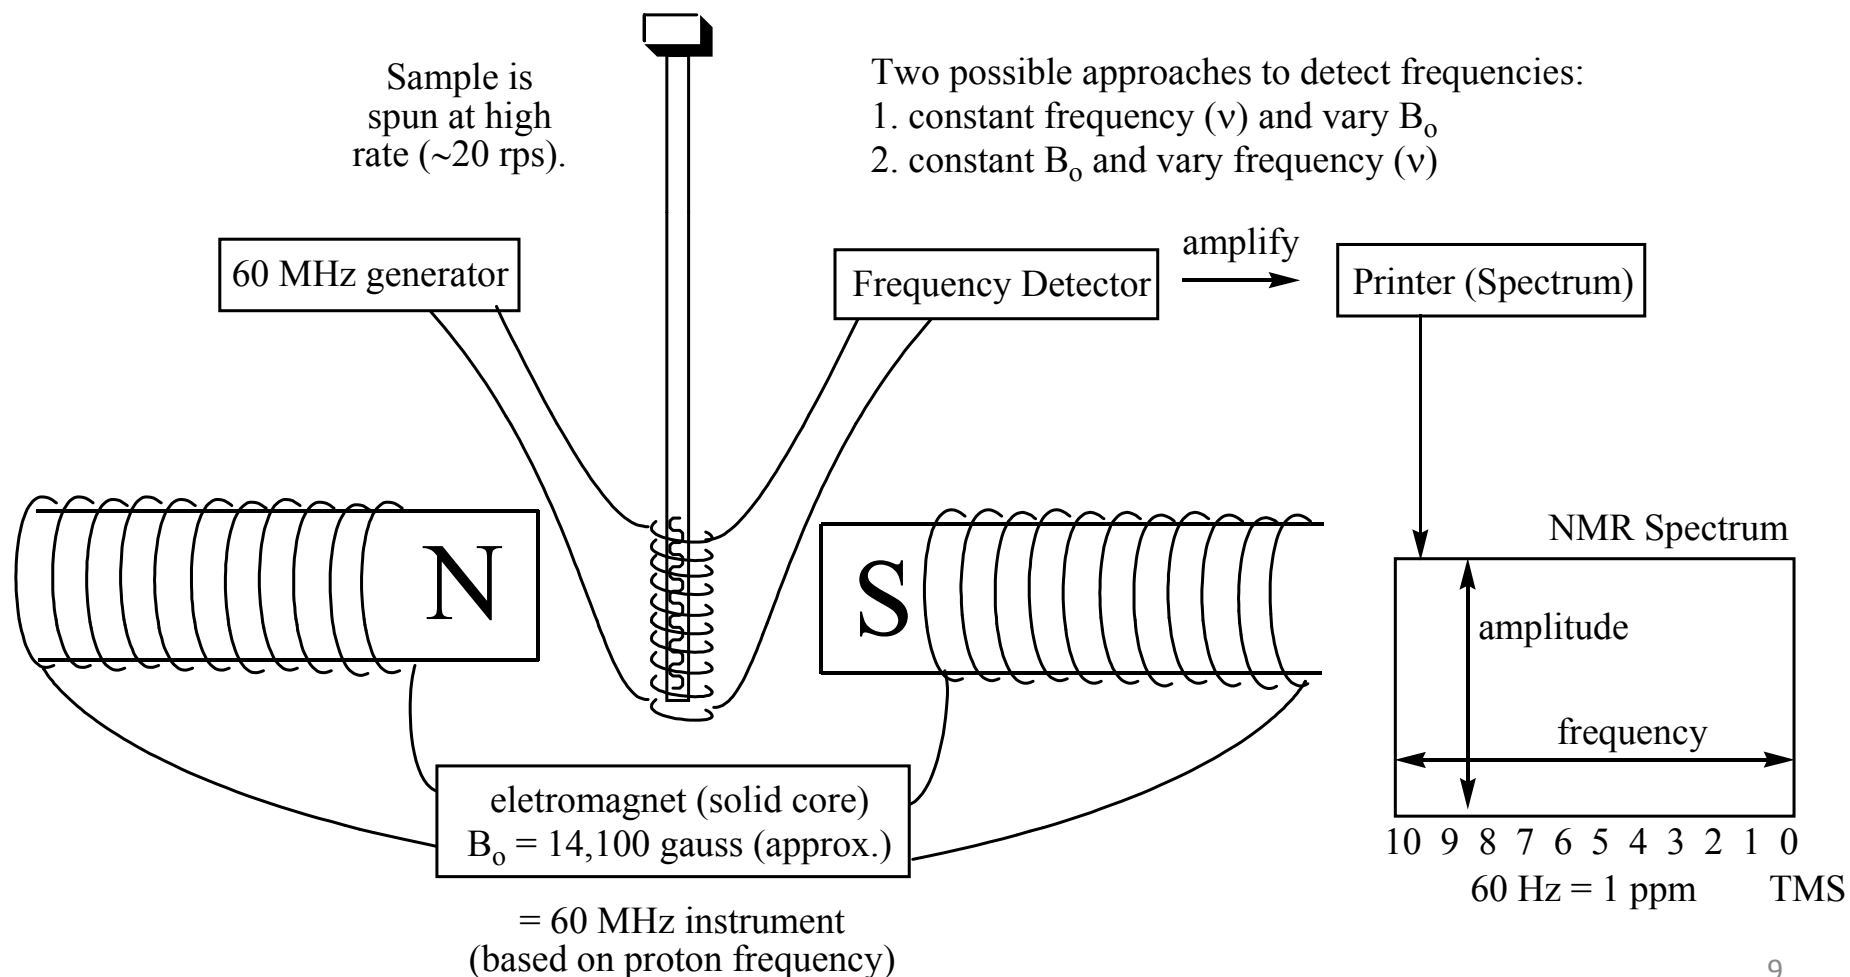 Sample is
spun at high
rate (~20 rps).
Two possible approaches to detect frequencies:
1. constant frequency (ν) and vary Bo
2. constant Bo and vary frequency (ν)
60 MHz generator
Frequency Detector
amplify
Printer (Spectrum)
N
S
NMR Spectrum
amplitude
frequency
10 9 8 7 6 5 4 3 2 1 0
60 Hz = 1 ppm TMS
eletromagnet (solid core)
Bo = 14,100 gauss (approx.)
= 60 MHz instrument
(based on proton frequency)
9